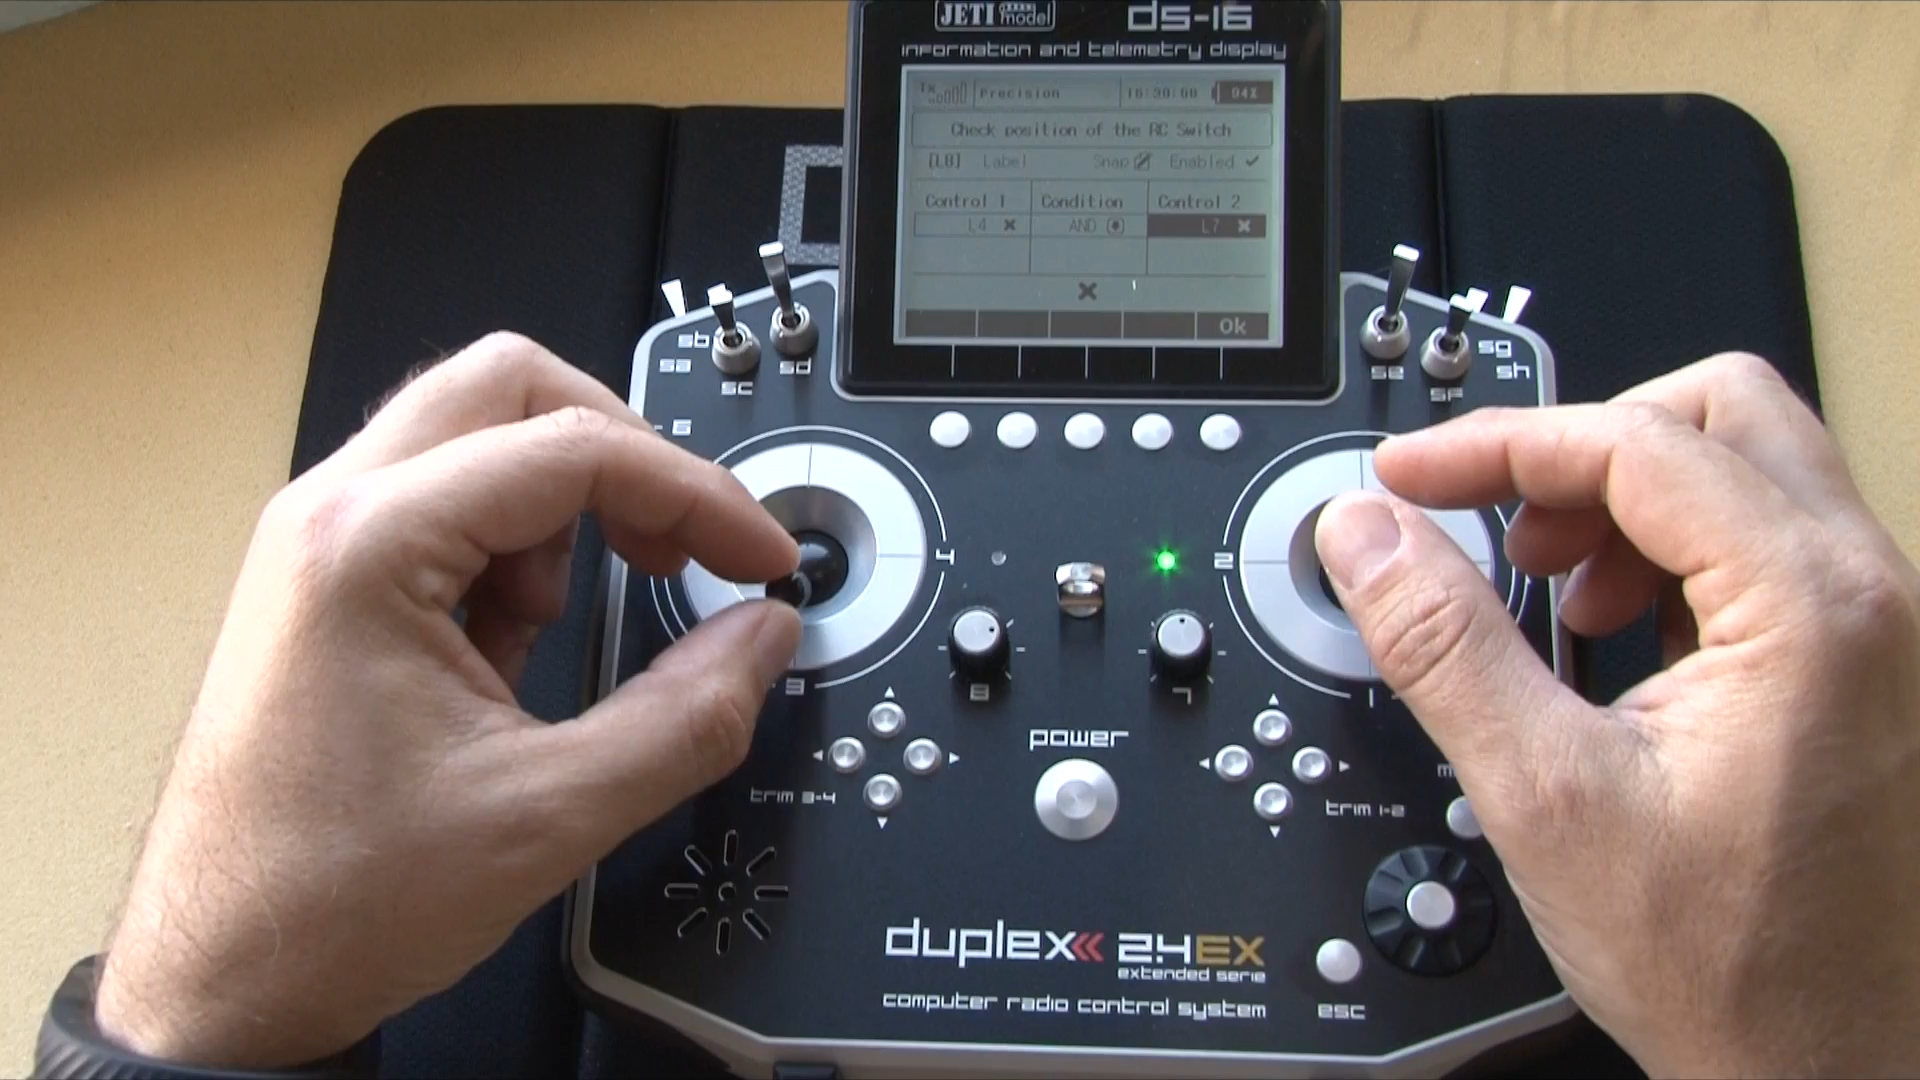 JETI model DS-16
information and telemetry display
Tx Precision 94%
Check position of the RC Switch
[L8] Label Snap Enabled
Control 1 Condition Control 2
L4 AND L7
Ok
sb
sa
sc
sd
se
sf
sg
sh
6
4
2
3
1
8
7
power
trim 3-4
trim 1-2
duplex 2.4EX
extended serie
computer radio control system
esc